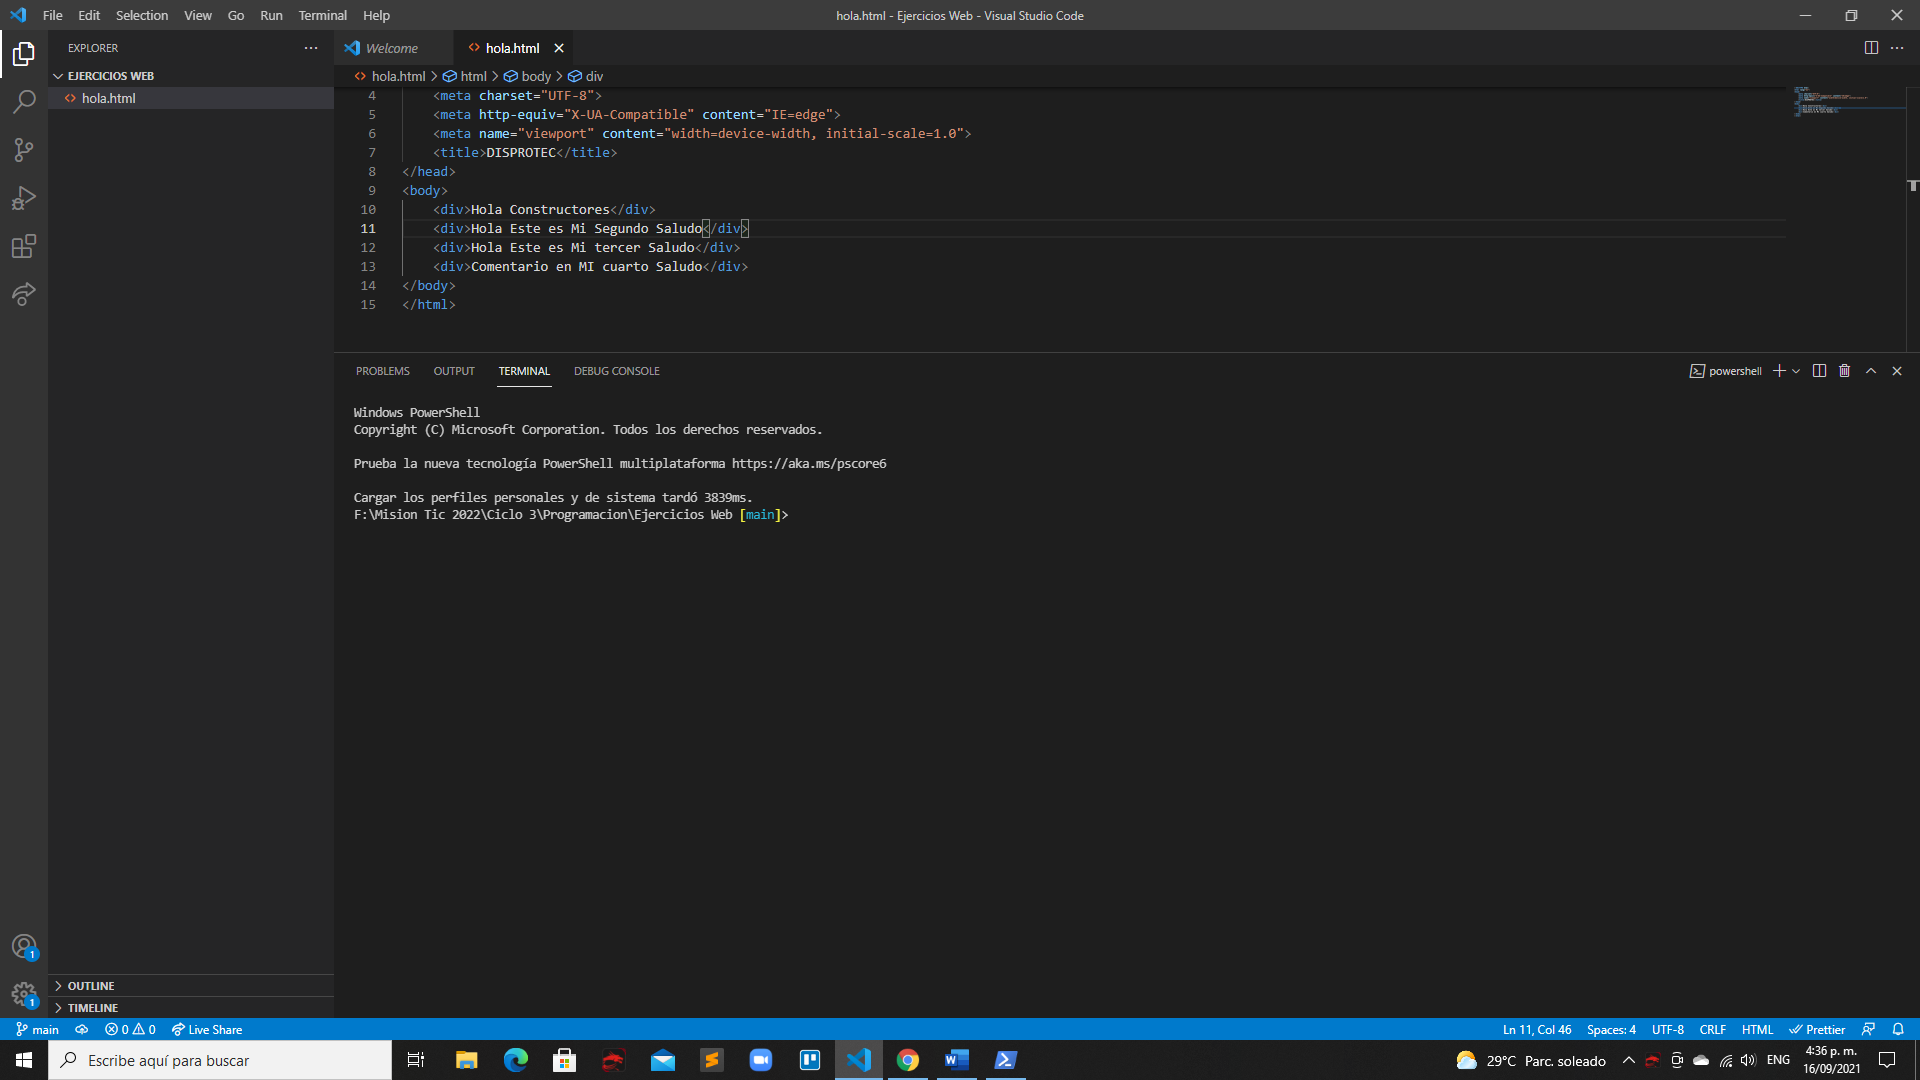 File Edit Selection View Go Run Terminal Help
hola.html - Ejercicios Web - Visual Studio Code
EXPLORER
EJERCICIOS WEB
hola.html
Welcome
hola.html
hola.html > html > body > div
4 <meta charset="UTF-8">
5 <meta http-equiv="X-UA-Compatible" content="IE=edge">
6 <meta name="viewport" content="width=device-width, initial-scale=1.0">
7 <title>DISPROTEC</title>
8 </head>
9 <body>
10 <div>Hola Constructores</div>
11 <div>Hola Este es Mi Segundo Saludo</div>
12 <div>Hola Este es Mi tercer Saludo</div>
13 <div>Comentario en MI cuarto Saludo</div>
14 </body>
15 </html>
PROBLEMS OUTPUT TERMINAL DEBUG CONSOLE
powershell
Windows PowerShell
Copyright (C) Microsoft Corporation. Todos los derechos reservados.
Prueba la nueva tecnología PowerShell multiplataforma https://aka.ms/pscore6
Cargar los perfiles personales y de sistema tardó 3839ms.
F:\Mision Tic 2022\Ciclo 3\Programacion\Ejercicios Web [main]>
1
1
OUTLINE
TIMELINE
main 0 0 Live Share
Ln 11, Col 46 Spaces: 4 UTF-8 CRLF HTML Prettier
Escribe aquí para buscar
29°C Parc. soleado
ENG
4:36 p. m.
16/09/2021